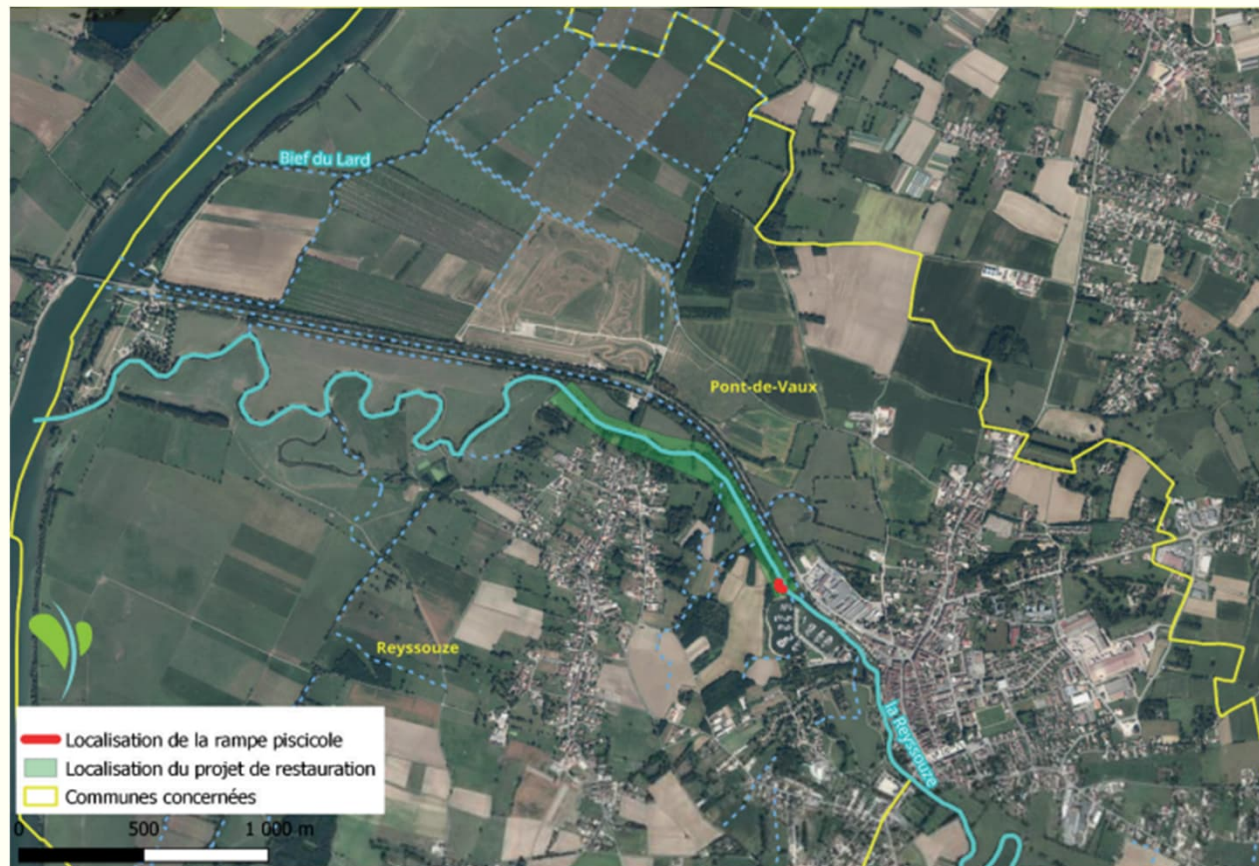 Bief du Lard
Pont-de-Vaux
Reyssouze
la Reyssouze
Localisation de la rampe piscicole
Localisation du projet de restauration
Communes concernées
0 500 1 000 m